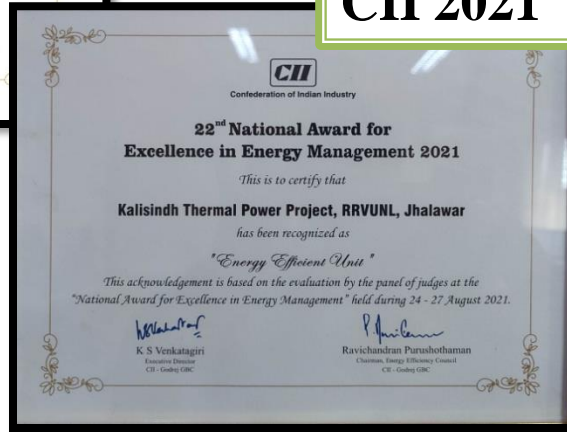 CII 2021
CII
Confederation of Indian Industry
22nd National Award for
Excellence in Energy Management 2021
This is to certify that
Kalisindh Thermal Power Project, RRVUNL, Jhalawar
has been recognized as
"Energy Efficient Unit"
This acknowledgement is based on the evaluation by the panel of judges at the
"National Award for Excellence in Energy Management" held during 24 - 27 August 2021.
K S Venkatagiri
Executive Director
CII - Godrej GBC
Ravichandran Purushothaman
Chairman, Energy Efficiency Council
CII - Godrej GBC